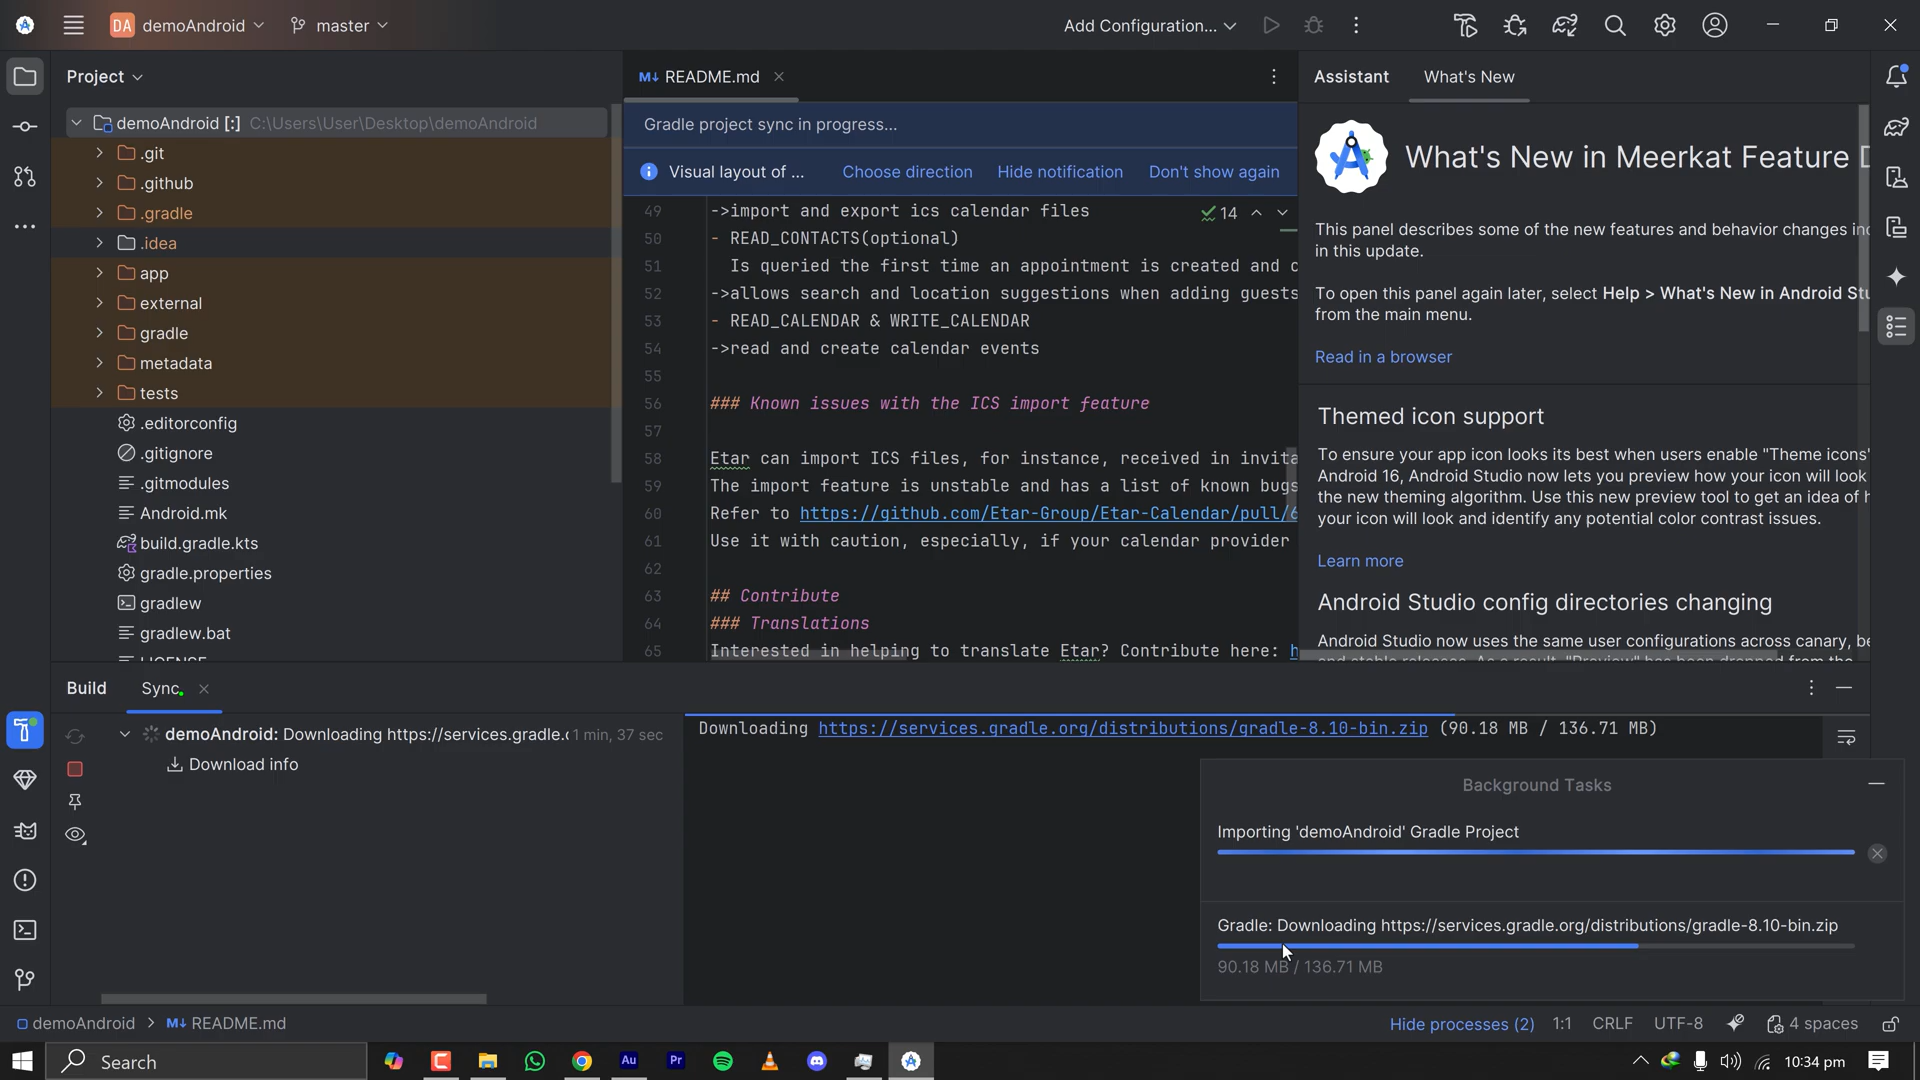 DA demoAndroid
master
Add Configuration...
Project
demoAndroid [:] C:\Users\User\Desktop\demoAndroid
.git
.github
.gradle
.idea
app
external
gradle
metadata
tests
.editorconfig
.gitignore
.gitmodules
Android.mk
build.gradle.kts
gradle.properties
gradlew
gradlew.bat
M↓ README.md
Gradle project sync in progress...
Visual layout of ... Choose direction Hide notification Don't show again
14
49 ->import and export ics calendar files
50 - READ_CONTACTS(optional)
51 Is queried the first time an appointment is created and c
52 ->allows search and location suggestions when adding guests
53 - READ_CALENDAR & WRITE_CALENDAR
54 ->read and create calendar events
55
56 ### Known issues with the ICS import feature
57
58 Etar can import ICS files, for instance, received in invita
59 The import feature is unstable and has a list of known bugs
60 Refer to https://github.com/Etar-Group/Etar-Calendar/pull/6
61 Use it with caution, especially, if your calendar provider
62
63 ## Contribute
64 ### Translations
65 Interested in helping to translate Etar? Contribute here: h
Assistant What's New
What's New in Meerkat Feature D
This panel describes some of the new features and behavior changes inc
in this update.
To open this panel again later, select Help > What's New in Android Stu
from the main menu.
Read in a browser
Themed icon support
To ensure your app icon looks its best when users enable "Theme icons"
Android 16, Android Studio now lets you preview how your icon will look
the new theming algorithm. Use this new preview tool to get an idea of h
your icon will look and identify any potential color contrast issues.
Learn more
Android Studio config directories changing
Android Studio now uses the same user configurations across canary, be
Build Sync
demoAndroid: Downloading https://services.gradle.c 1 min, 37 sec
Download info
Downloading https://services.gradle.org/distributions/gradle-8.10-bin.zip (90.18 MB / 136.71 MB)
Background Tasks
Importing 'demoAndroid' Gradle Project
Gradle: Downloading https://services.gradle.org/distributions/gradle-8.10-bin.zip
90.18 MB / 136.71 MB
demoAndroid > M↓ README.md
Hide processes (2) 1:1 CRLF UTF-8 4 spaces
Search
Au
Pr
10:34 pm